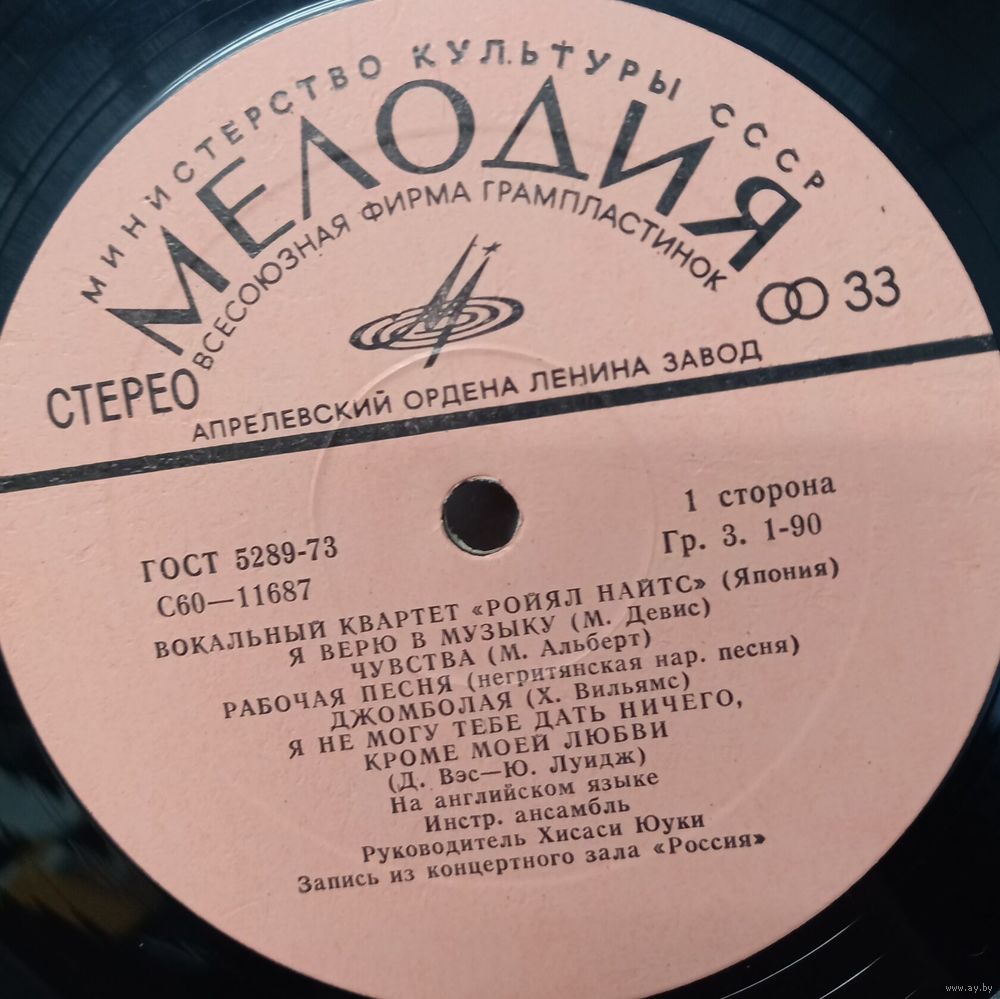 МИНИСТЕРСТВО КУЛЬТУРЫ СССР
МЕЛОДИЯ
ВСЕСОЮЗНАЯ ФИРМА ГРАМПЛАСТИНОК
СТЕРЕО
33
АПРЕЛЕВСКИЙ ОРДЕНА ЛЕНИНА ЗАВОД
ГОСТ 5289-73
1 сторона
С60—11687
Гр. 3. 1-90
ВОКАЛЬНЫЙ КВАРТЕТ «РОЙЯЛ НАЙТС» (Япония)
Я ВЕРЮ В МУЗЫКУ (М. Девис)
ЧУВСТВА (М. Альберт)
РАБОЧАЯ ПЕСНЯ (негритянская нар. песня)
ДЖОМБОЛАЯ (Х. Вильямс)
Я НЕ МОГУ ТЕБЕ ДАТЬ НИЧЕГО,
КРОМЕ МОЕЙ ЛЮБВИ
(Д. Вэс—Ю. Луидж)
На английском языке
Инстр. ансамбль
Руководитель Хисаси Юуки
Запись из концертного зала «Россия»
www.ay.by